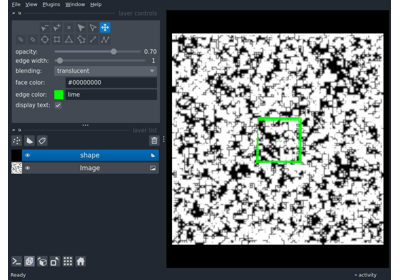 File View Plugins Window Help
layer controls
opacity: 0.70
edge width: 1
blending: translucent
face color: #00000000
edge color: lime
display text:
layer list
shape
Image
Ready
activity